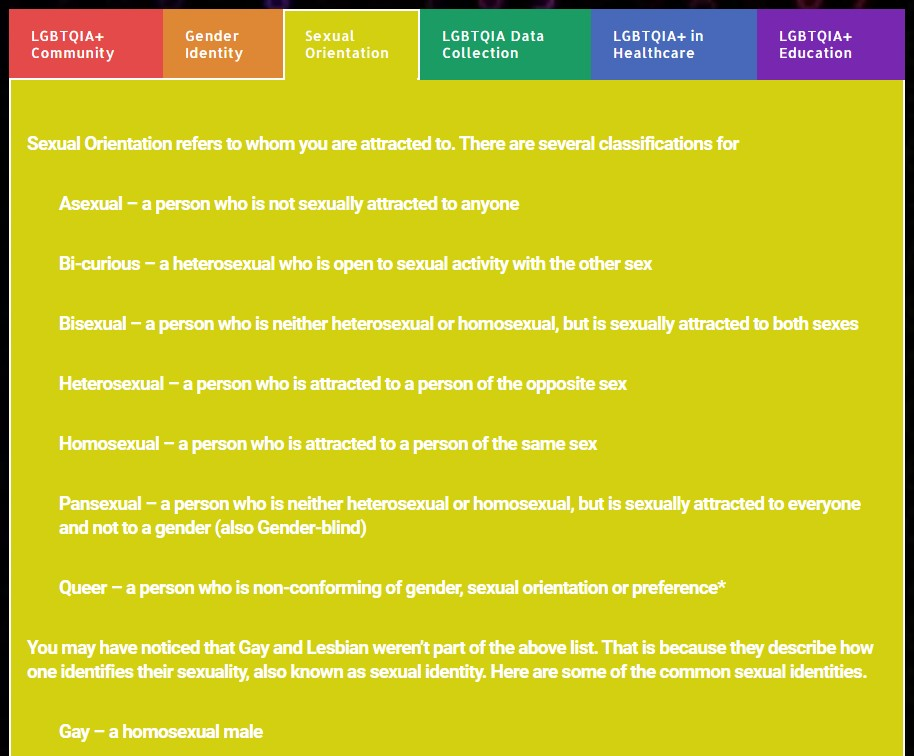 LGBTQIA+
Community
Gender
Identity
Sexual
Orientation
LGBTQIA Data
Collection
LGBTQIA+ in
Healthcare
LGBTQIA+
Education
Sexual Orientation refers to whom you are attracted to. There are several classifications for
Asexual – a person who is not sexually attracted to anyone
Bi-curious – a heterosexual who is open to sexual activity with the other sex
Bisexual – a person who is neither heterosexual or homosexual, but is sexually attracted to both sexes
Heterosexual – a person who is attracted to a person of the opposite sex
Homosexual – a person who is attracted to a person of the same sex
Pansexual – a person who is neither heterosexual or homosexual, but is sexually attracted to everyone
and not to a gender (also Gender-blind)
Queer – a person who is non-conforming of gender, sexual orientation or preference*
You may have noticed that Gay and Lesbian weren't part of the above list. That is because they describe how
one identifies their sexuality, also known as sexual identity. Here are some of the common sexual identities.
Gay – a homosexual male